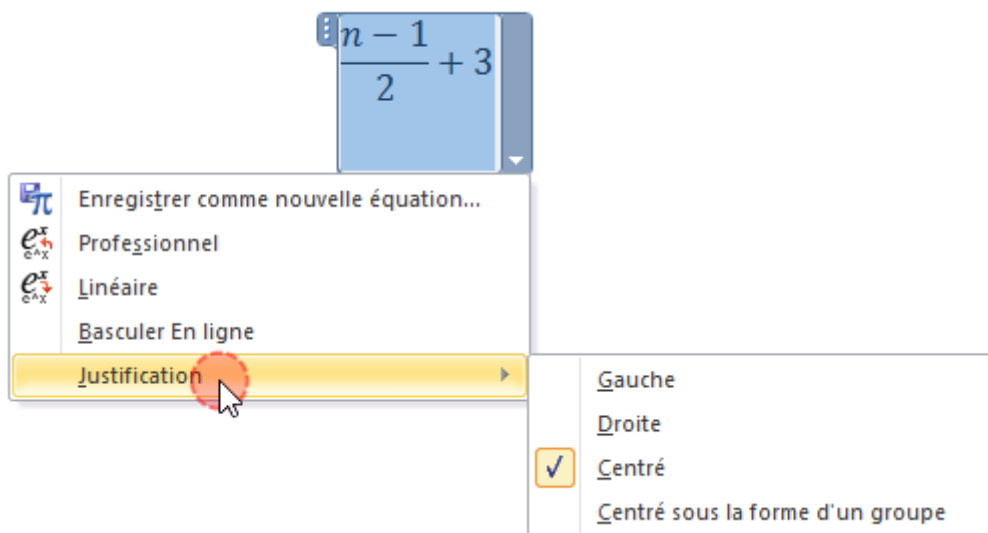 n − 1
2
+ 3
Enregistrer comme nouvelle équation...
Professionnel
Linéaire
Basculer En ligne
Justification
Gauche
Droite
Centré
Centré sous la forme d'un groupe